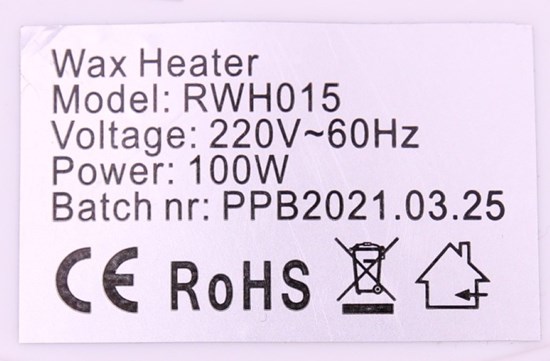 Wax Heater
Model: RWH015
Voltage: 220V~60Hz
Power: 100W
Batch nr: PPB2021.03.25
CE RoHS